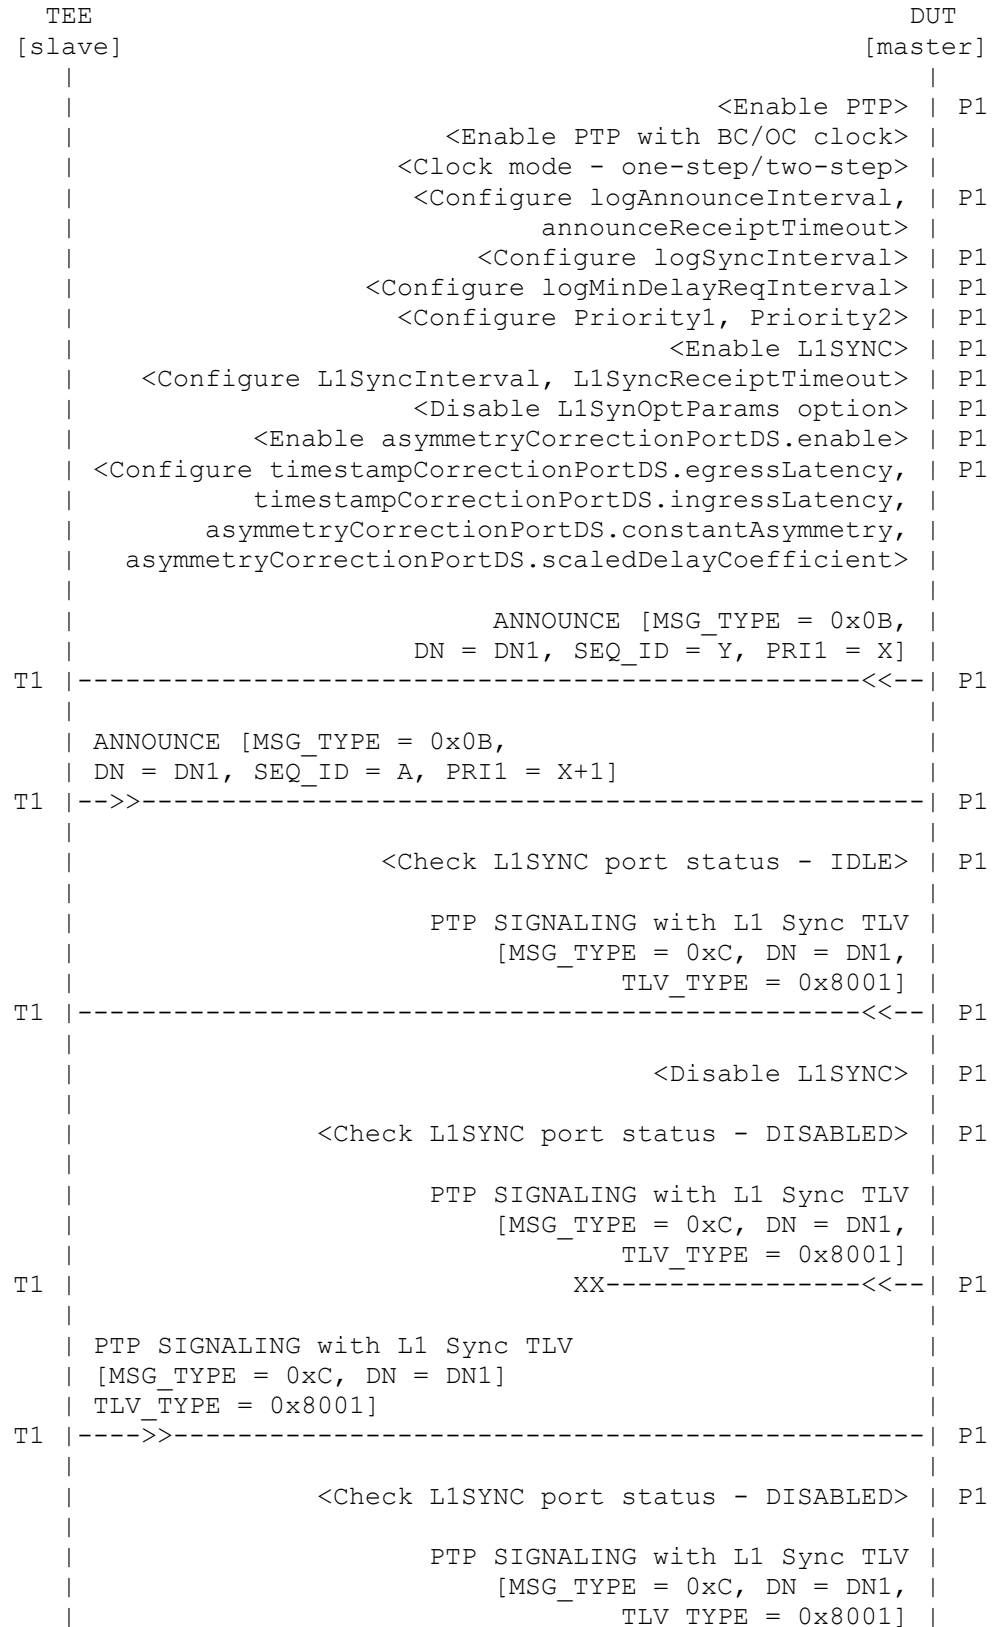 TEE DUT
[slave] [master]
| |
| <Enable PTP> | P1
| <Enable PTP with BC/OC clock> |
| <Clock mode - one-step/two-step> |
| <Configure logAnnounceInterval, | P1
| announceReceiptTimeout> |
| <Configure logSyncInterval> | P1
| <Configure logMinDelayReqInterval> | P1
| <Configure Priority1, Priority2> | P1
| <Enable L1SYNC> | P1
| <Configure L1SyncInterval, L1SyncReceiptTimeout> | P1
| <Disable L1SynOptParams option> | P1
| <Enable asymmetryCorrectionPortDS.enable> | P1
| <Configure timestampCorrectionPortDS.egressLatency, | P1
| timestampCorrectionPortDS.ingressLatency, |
| asymmetryCorrectionPortDS.constantAsymmetry, |
| asymmetryCorrectionPortDS.scaledDelayCoefficient> |
| |
| ANNOUNCE [MSG_TYPE = 0x0B, |
| DN = DN1, SEQ_ID = Y, PRI1 = X] |
T1 |-------------------------------------------------<<--| P1
| |
| ANNOUNCE [MSG_TYPE = 0x0B, |
| DN = DN1, SEQ_ID = A, PRI1 = X+1] |
T1 |-->>-------------------------------------------------| P1
| |
| <Check L1SYNC port status - IDLE> | P1
| |
| PTP SIGNALING with L1 Sync TLV |
| [MSG_TYPE = 0xC, DN = DN1, |
| TLV_TYPE = 0x8001] |
T1 |-------------------------------------------------<<--| P1
| |
| <Disable L1SYNC> | P1
| |
| <Check L1SYNC port status - DISABLED> | P1
| |
| PTP SIGNALING with L1 Sync TLV |
| [MSG_TYPE = 0xC, DN = DN1, |
| TLV_TYPE = 0x8001] |
T1 | XX----------------<<--| P1
| |
| PTP SIGNALING with L1 Sync TLV |
| [MSG_TYPE = 0xC, DN = DN1] |
| TLV_TYPE = 0x8001] |
T1 |---->>-----------------------------------------------| P1
| |
| <Check L1SYNC port status - DISABLED> | P1
| |
| PTP SIGNALING with L1 Sync TLV |
| [MSG_TYPE = 0xC, DN = DN1, |
| TLV TYPE = 0x8001] |